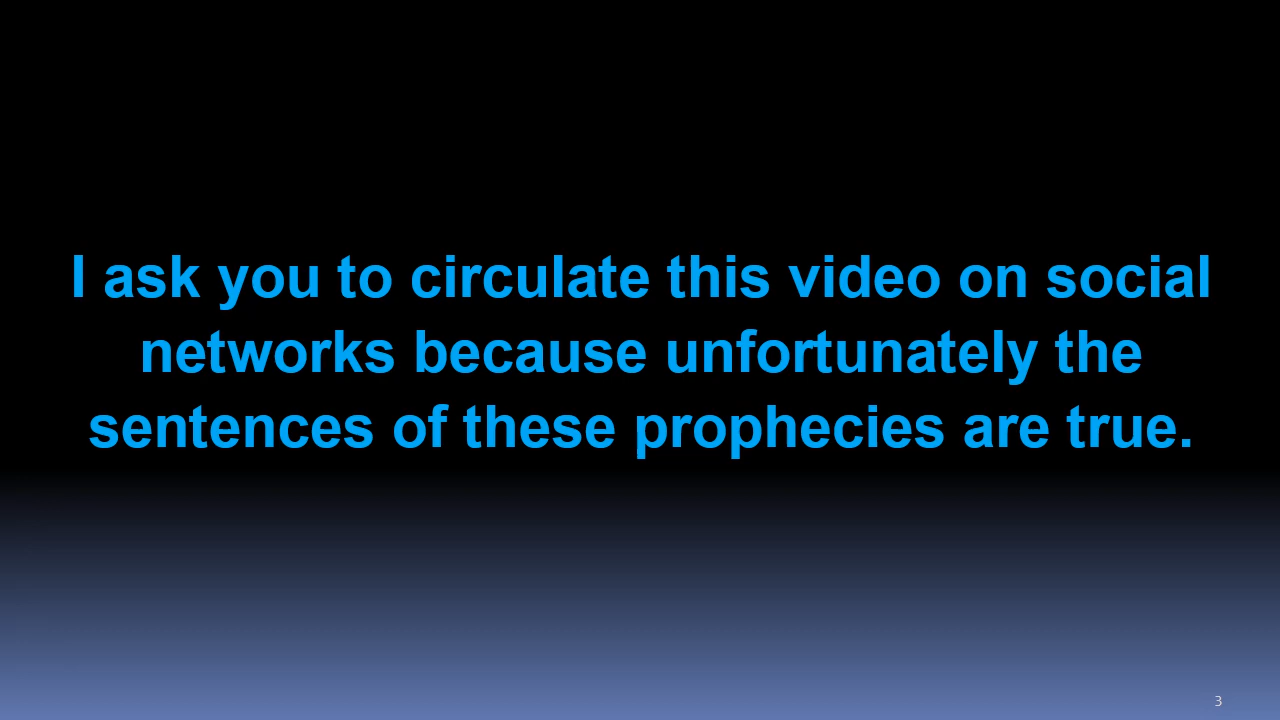 I ask you to circulate this video on social
networks because unfortunately the
sentences of these prophecies are true.
3